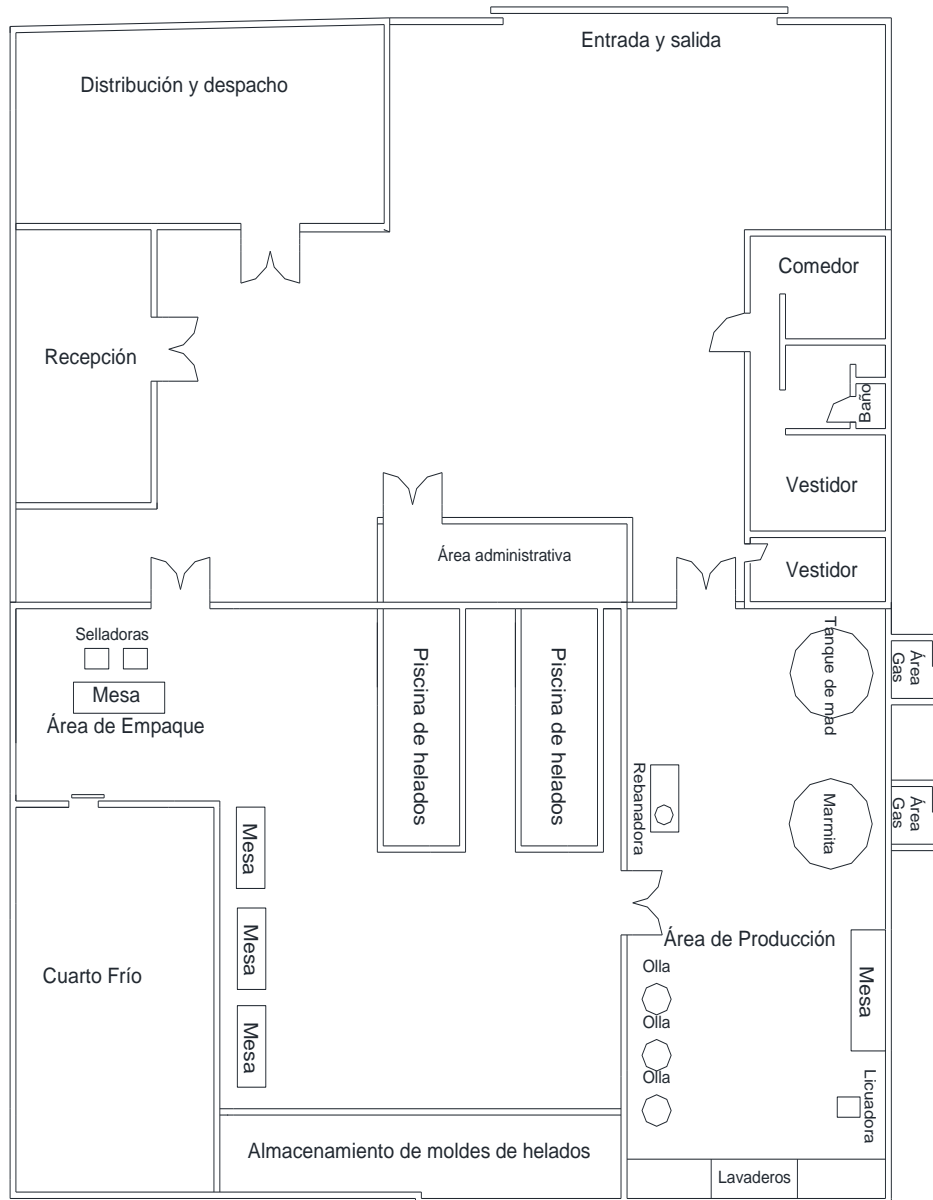 Entrada y salida
Distribución y despacho
Comedor
Recepción
Baño
Vestidor
Área administrativa
Vestidor
Selladoras
Mesa
Área de Empaque
Piscina de helados
Piscina de helados
Tanque de mad
Área
Gas
Rebanadora
Marmita
Área
Gas
Mesa
Mesa
Mesa
Cuarto Frío
Área de Producción
Olla
Olla
Olla
Mesa
Licuadora
Almacenamiento de moldes de helados
Lavaderos